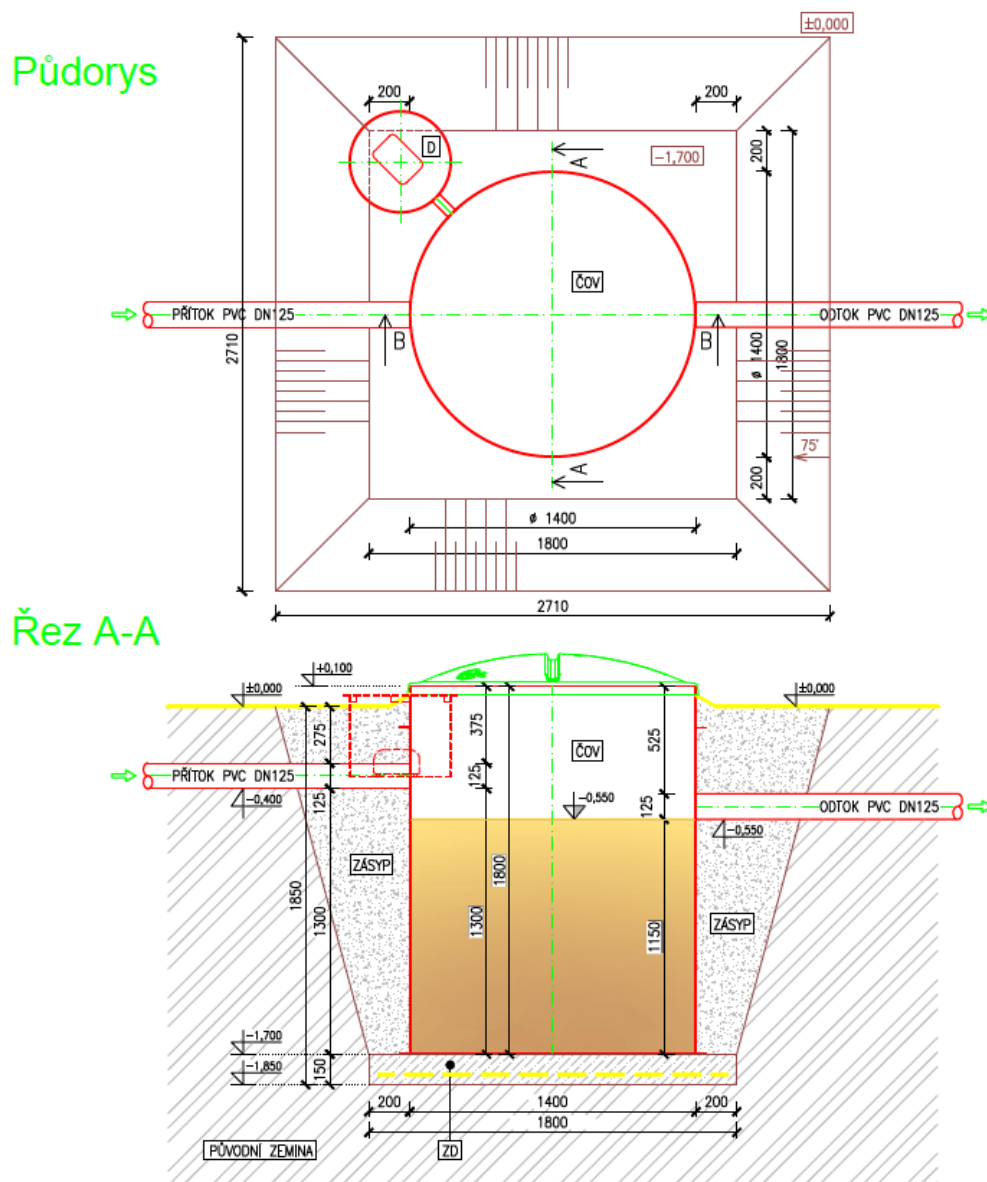 Půdorys
±0,000
200
200
D
A
-1,700
200
ČOV
PŘÍTOK PVC DN125
ODTOK PVC DN125
B
B
2710
ø 1400
1800
75°
A
200
ø 1400
1800
2710
Řez A-A
+0,100
±0,000
±0,000
275
375
525
ČOV
PŘÍTOK PVC DN125
125
-0,400
125
-0,550
125
ODTOK PVC DN125
-0,550
ZÁSYP
1850
1300
1300
1800
1150
ZÁSYP
-1,700
-1,850
150
200
1400
200
1800
PŮVODNÍ ZEMINA
ZD